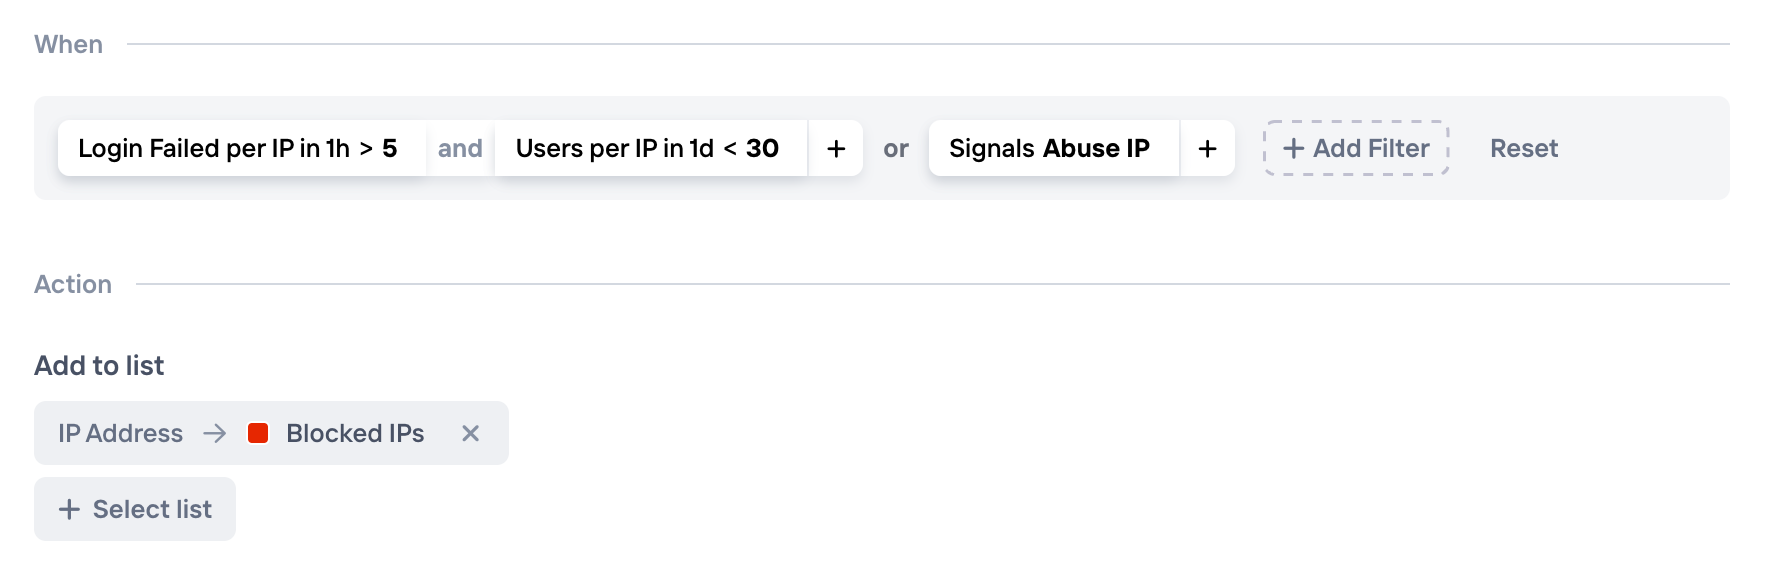 When
Login Failed per IP in 1h > 5 and Users per IP in 1d < 30 + or Signals Abuse IP + + Add Filter Reset
Action
Add to list
IP Address → Blocked IPs ×
+ Select list